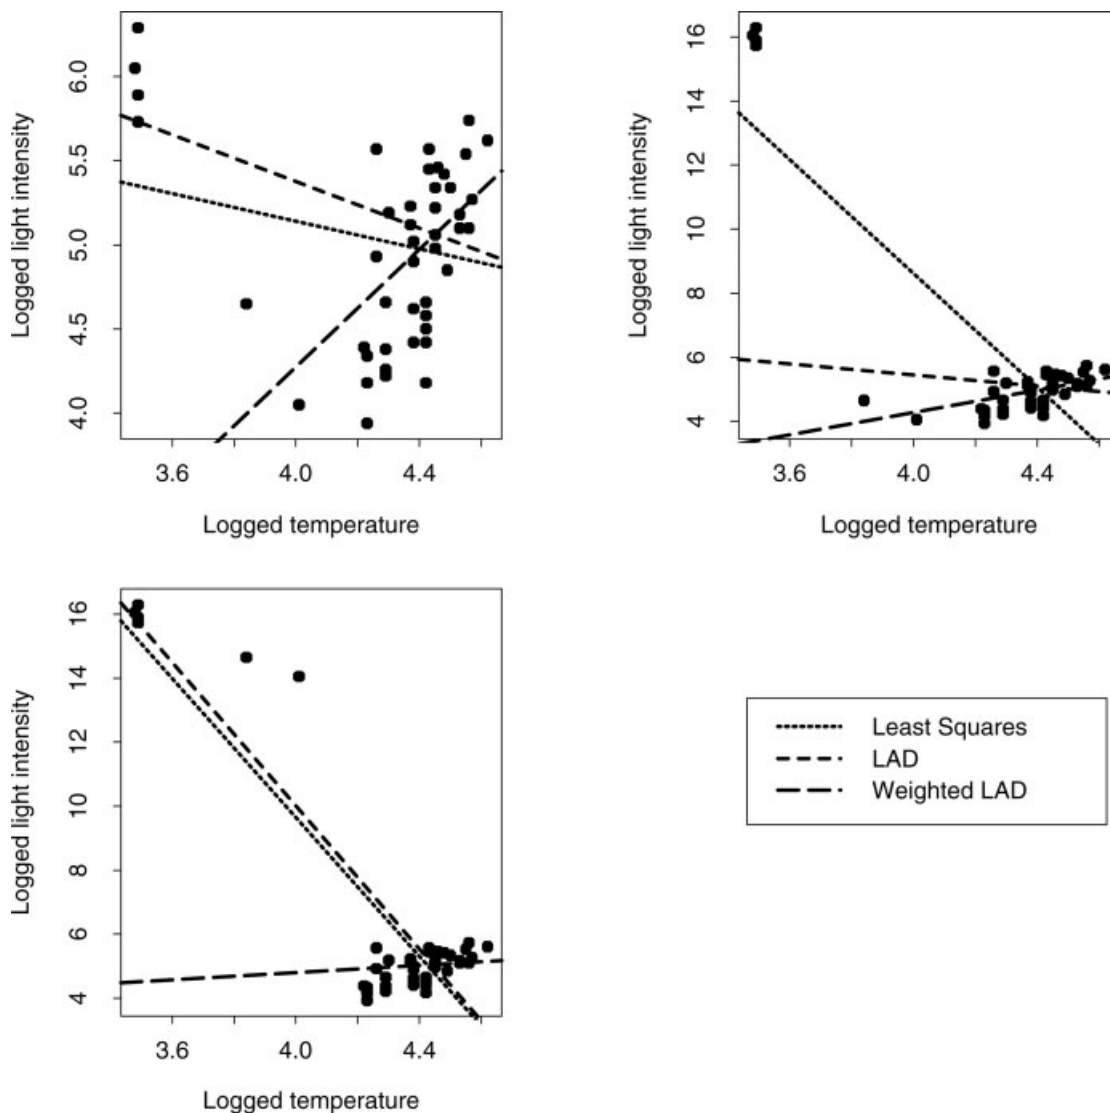 6.0
5.5
5.0
4.5
4.0
Logged light intensity
3.6 4.0 4.4
Logged temperature
16
14
12
10
8
6
4
Logged light intensity
3.6 4.0 4.4
Logged temperature
16
14
12
10
8
6
4
Logged light intensity
3.6 4.0 4.4
Logged temperature
Least Squares
LAD
Weighted LAD